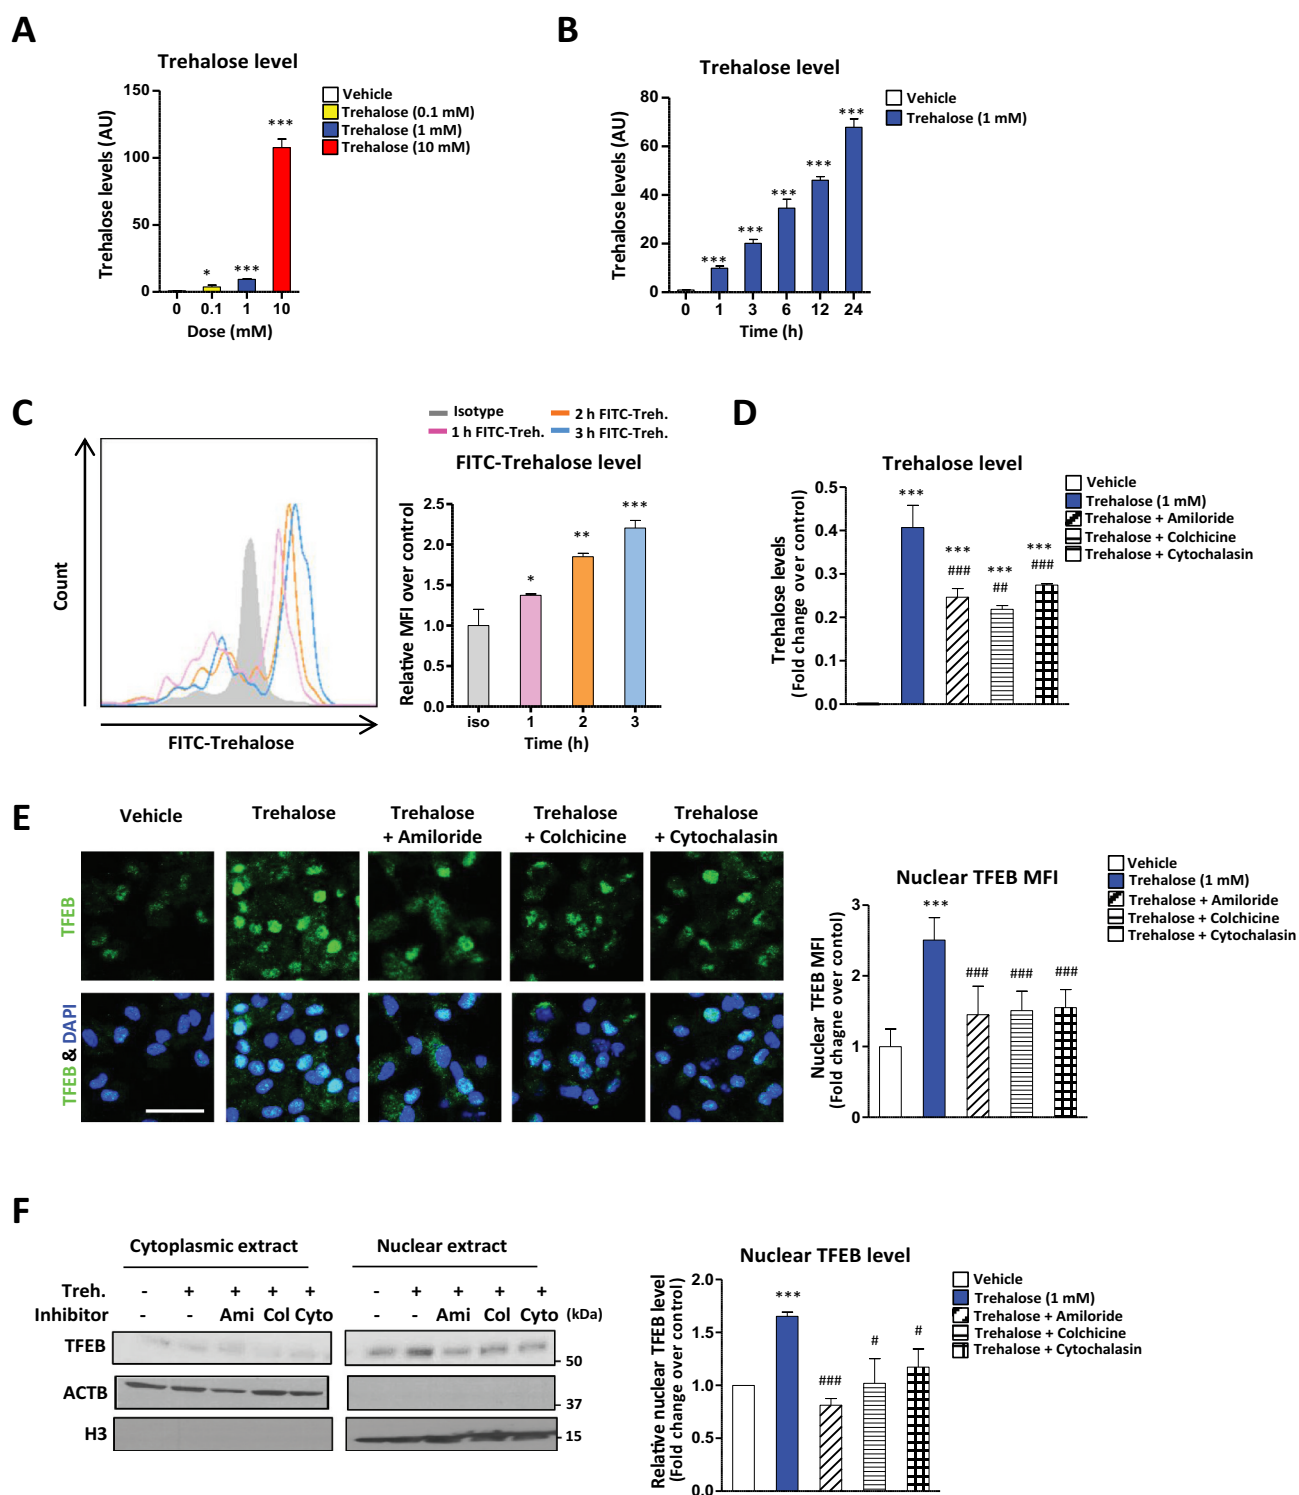 A
Trehalose level
Trehalose levels (AU)
150
100
50
0
*
***
***
0 0.1 1 10
Dose (mM)
Vehicle
Trehalose (0.1 mM)
Trehalose (1 mM)
Trehalose (10 mM)
B
Trehalose level
Trehalose levels (AU)
80
60
40
20
0
***
***
***
***
***
0 1 3 6 12 24
Time (h)
Vehicle
Trehalose (1 mM)
C
Count
FITC-Trehalose
Isotype
1 h FITC-Treh.
2 h FITC-Treh.
3 h FITC-Treh.
FITC-Trehalose level
Relative MFI over control
2.5
2.0
1.5
1.0
0.5
0.0
*
**
***
iso 1 2 3
Time (h)
D
Trehalose level
Trehalose levels
(Fold change over control)
0.5
0.4
0.3
0.2
0.1
0.0
***
***
###
***
##
***
###
Vehicle
Trehalose (1 mM)
Trehalose + Amiloride
Trehalose + Colchicine
Trehalose + Cytochalasin
E
Vehicle
Trehalose
Trehalose
+ Amiloride
Trehalose
+ Colchicine
Trehalose
+ Cytochalasin
TFEB
TFEB & DAPI
Nuclear TFEB MFI
Nuclear TFEB MFI
(Fold chagne over contol)
3
2
1
0
***
###
###
###
Vehicle
Trehalose (1 mM)
Trehalose + Amiloride
Trehalose + Colchicine
Trehalose + Cytochalasin
F
Cytoplasmic extract
Nuclear extract
Treh. - + + + + - + + + +
Inhibitor - - Ami Col Cyto - - Ami Col Cyto (kDa)
TFEB
50
ACTB
37
H3
15
Nuclear TFEB level
Relative nuclear TFEB level
(Fold change over control)
2.0
1.5
1.0
0.5
0.0
***
###
#
#
Vehicle
Trehalose (1 mM)
Trehalose + Amiloride
Trehalose + Colchicine
Trehalose + Cytochalasin